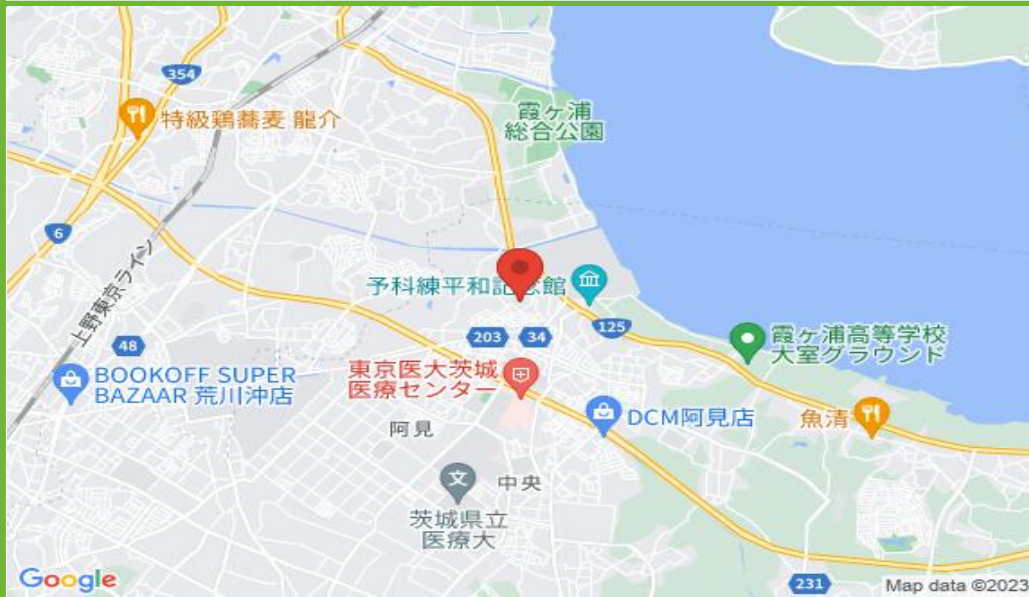 354
特級鶏蕎麦 龍介
霞ヶ浦
総合公園
6
上野東京ライン
予科練平和記念館
203
34
125
48
霞ヶ浦高等学校
大室グラウンド
BOOKOFF SUPER
BAZAAR 荒川沖店
東京医大茨城
医療センター
DCM阿見店
魚清
阿見
中央
茨城県立
医療大
Google
231
Map data ©2023